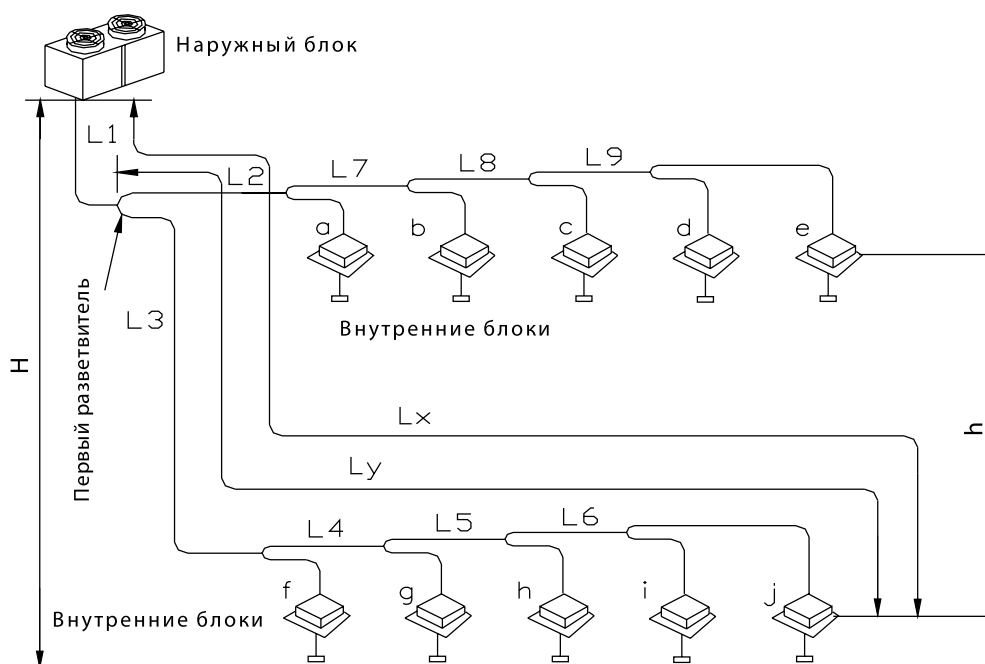 Наружный блок
L1
L2
L7
L8
L9
a
b
c
d
e
Внутренние блоки
L3
Первый разветвитель
H
h
Lx
Ly
L4
L5
L6
f
g
h
i
j
Внутренние блоки